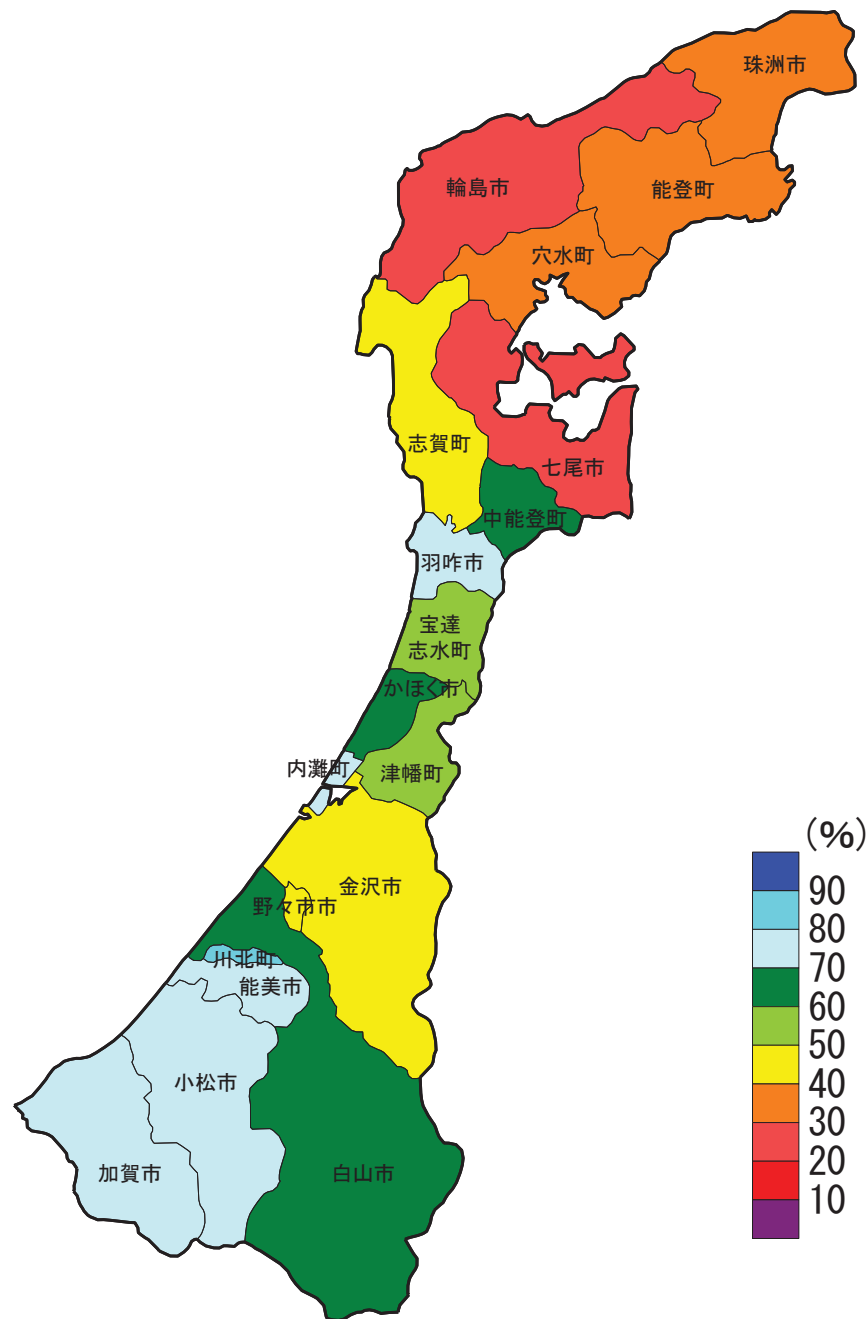 珠洲市
輪島市
能登町
穴水町
志賀町
七尾市
中能登町
羽咋市
宝達
志水町
かほく市
内灘町
津幡町
金沢市
野々市市
川北町
能美市
小松市
加賀市
白山市
(%)
90
80
70
60
50
40
30
20
10